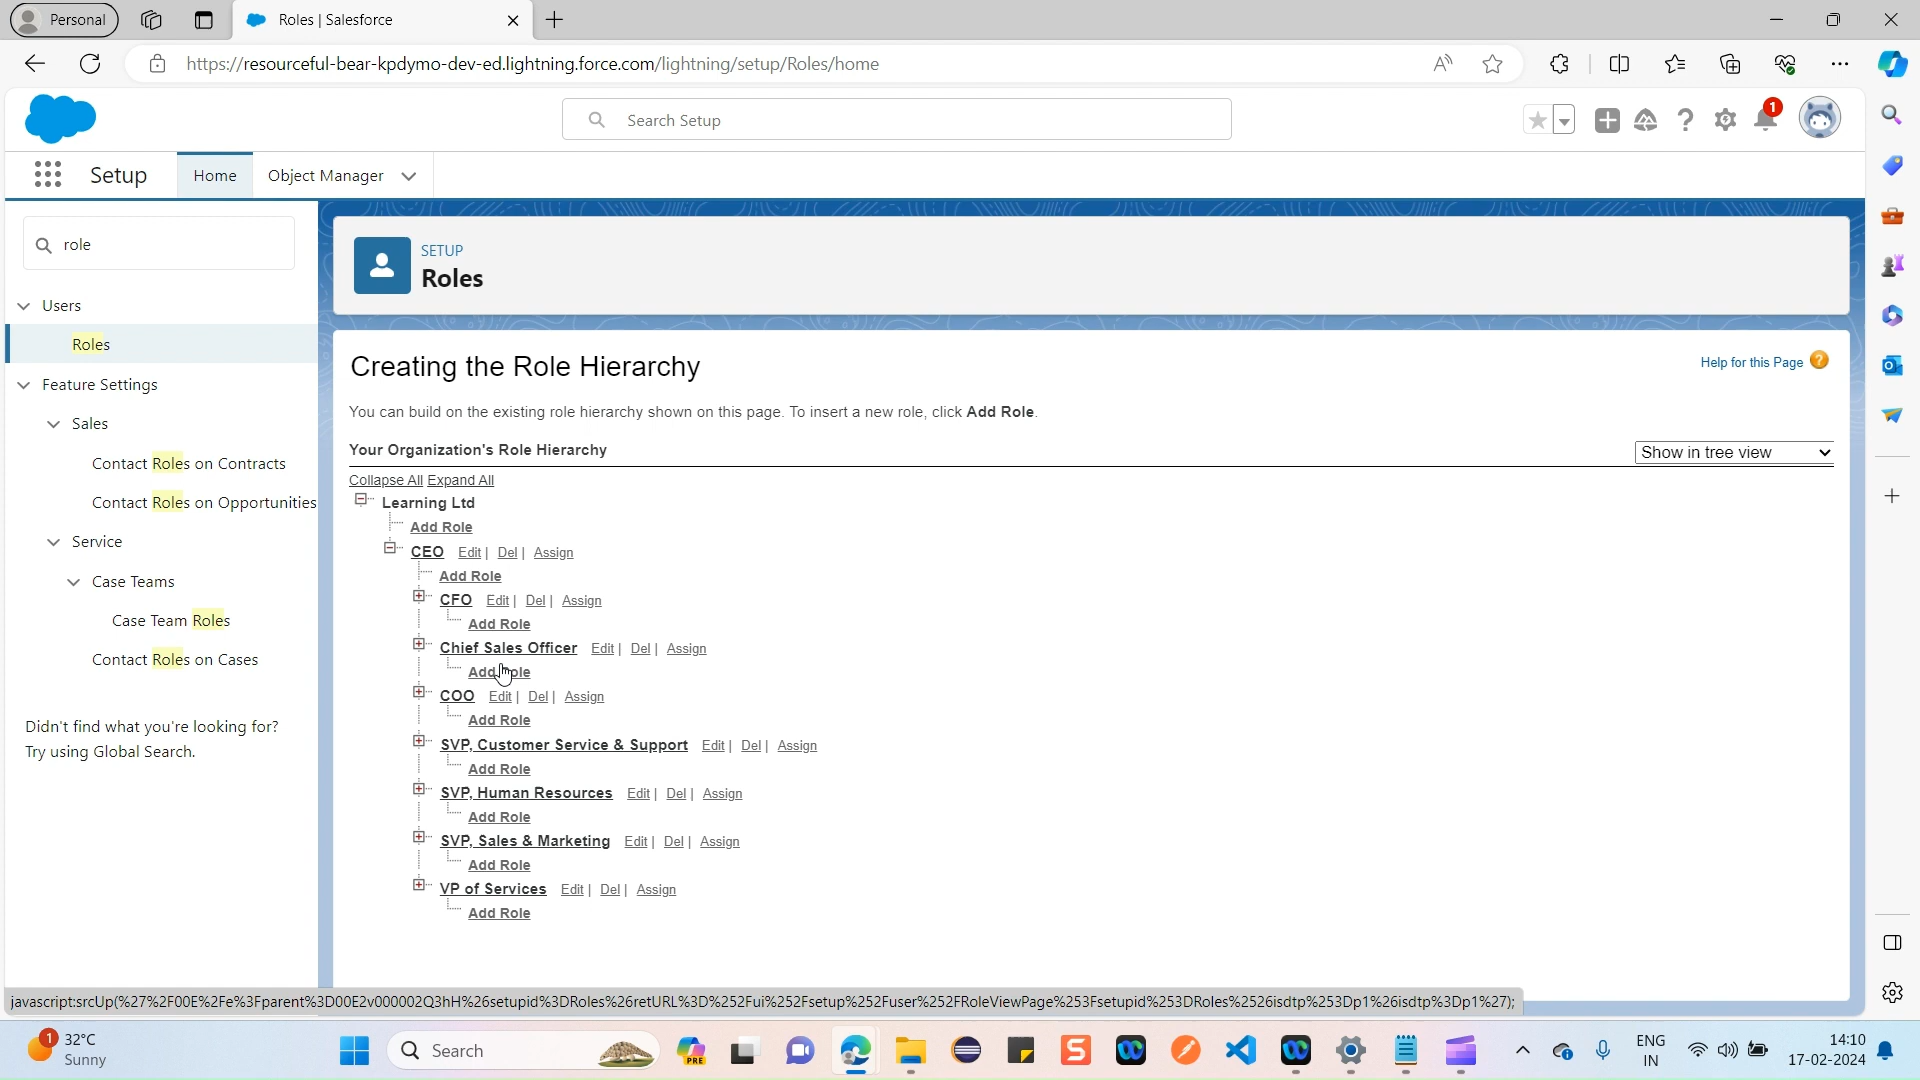 Personal
Roles | Salesforce
https://resourceful-bear-kpdymo-dev-ed.lightning.force.com/lightning/setup/Roles/home
Search Setup
1
Setup
Home
Object Manager
role
Users
Roles
Feature Settings
Sales
Contact Roles on Contracts
Contact Roles on Opportunities
Service
Case Teams
Case Team Roles
Contact Roles on Cases
Didn't find what you're looking for?
Try using Global Search.
SETUP
Roles
Creating the Role Hierarchy
Help for this Page ?
You can build on the existing role hierarchy shown on this page. To insert a new role, click Add Role.
Your Organization's Role Hierarchy
Show in tree view
Collapse All Expand All
Learning Ltd
Add Role
CEO Edit | Del | Assign
Add Role
CFO Edit | Del | Assign
Add Role
Chief Sales Officer Edit | Del | Assign
Add Role
COO Edit | Del | Assign
Add Role
SVP, Customer Service & Support Edit | Del | Assign
Add Role
SVP, Human Resources Edit | Del | Assign
Add Role
SVP, Sales & Marketing Edit | Del | Assign
Add Role
VP of Services Edit | Del | Assign
Add Role
javascript:srcUp(%27%2F00E%2Fe%3Fparent%3D00E2v000002Q3hH%26setupid%3DRoles%26retURL%3D%252Fui%252Fsetup%252Fuser%252FRoleViewPage%253Fsetupid%253DRoles%2526isdtp%253Dp1%26isdtp%3Dp1%27);
1
32°C
Sunny
Search
PRE
ENG
IN
14:10
17-02-2024